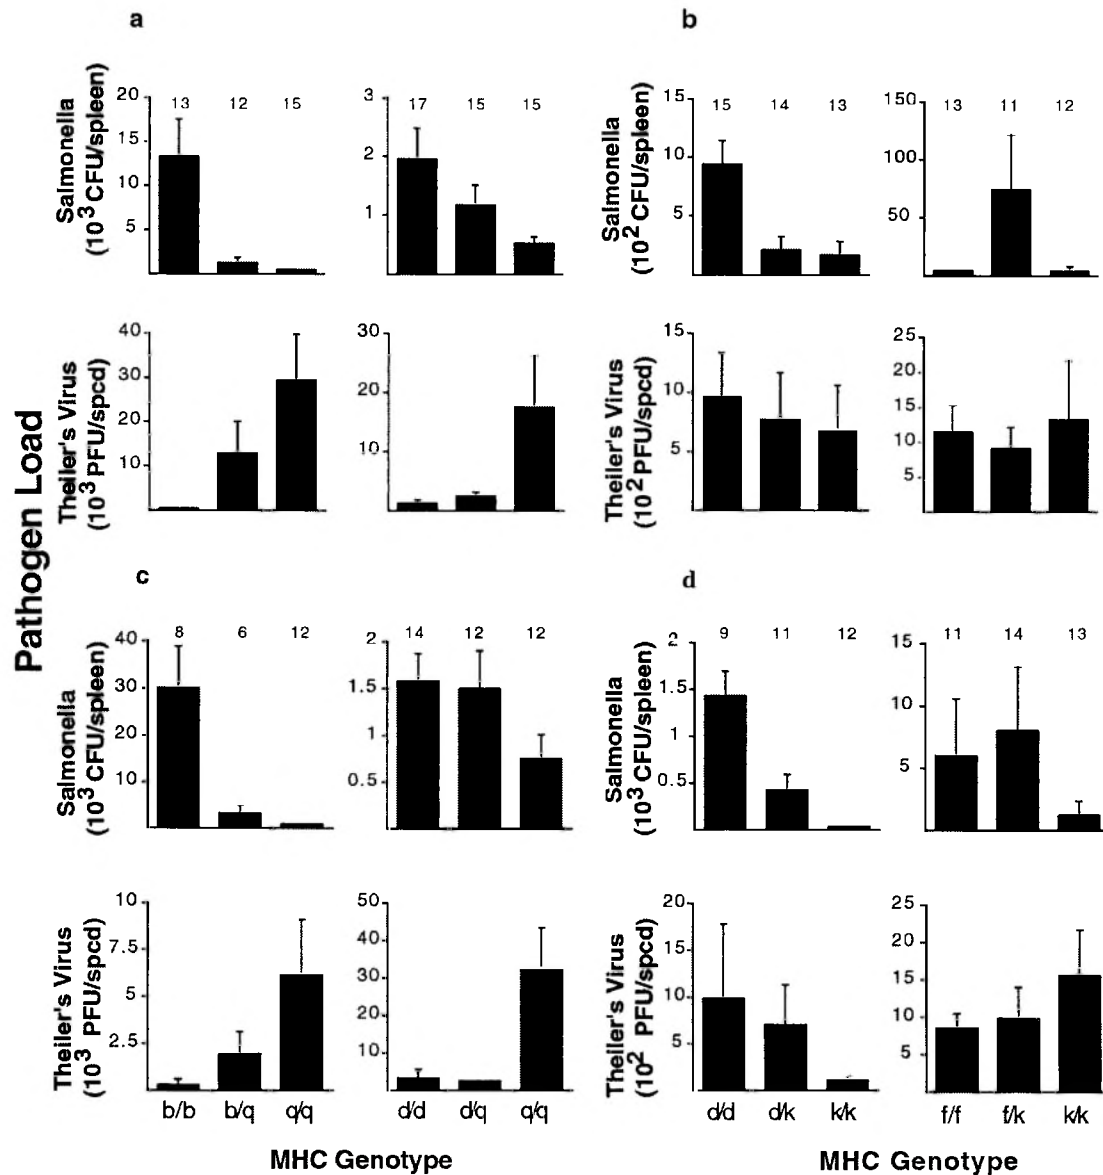 a
b
Pathogen Load
Salmonella
(10³ CFU/spleen)
20
15
10
5
13 12 15
3
2
1
17 15 15
Salmonella
(10² CFU/spleen)
15
10
5
15 14 13
150
100
50
13 11 12
Theiler's Virus
(10³ PFU/spcd)
40
30
20
10
30
20
10
Theiler's Virus
(10² PFU/spcd)
15
10
5
25
20
15
10
5
c
d
Salmonella
(10³ CFU/spleen)
40
30
20
10
8 6 12
2
1.5
1
0.5
14 12 12
Salmonella
(10³ CFU/spleen)
2
1.5
1
0.5
9 11 12
15
10
5
11 14 13
Theiler's Virus
(10³ PFU/spcd)
10
7.5
5
2.5
b/b b/q q/q
50
40
30
20
10
d/d d/q q/q
Theiler's Virus
(10² PFU/spcd)
20
15
10
5
d/d d/k k/k
25
20
15
10
5
f/f f/k k/k
MHC Genotype
MHC Genotype